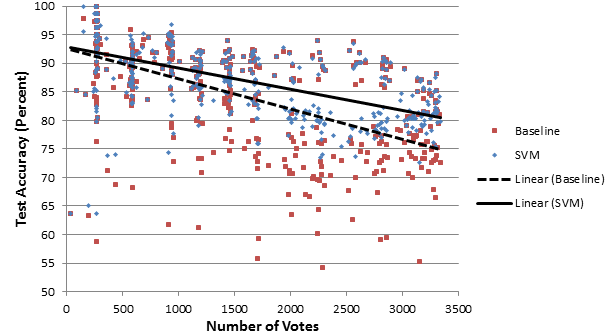 100
95
90
85
80
75
70
65
60
55
50
Test Accuracy (Percent)
0 500 1000 1500 2000 2500 3000 3500
Number of Votes
Baseline
SVM
Linear (Baseline)
Linear (SVM)